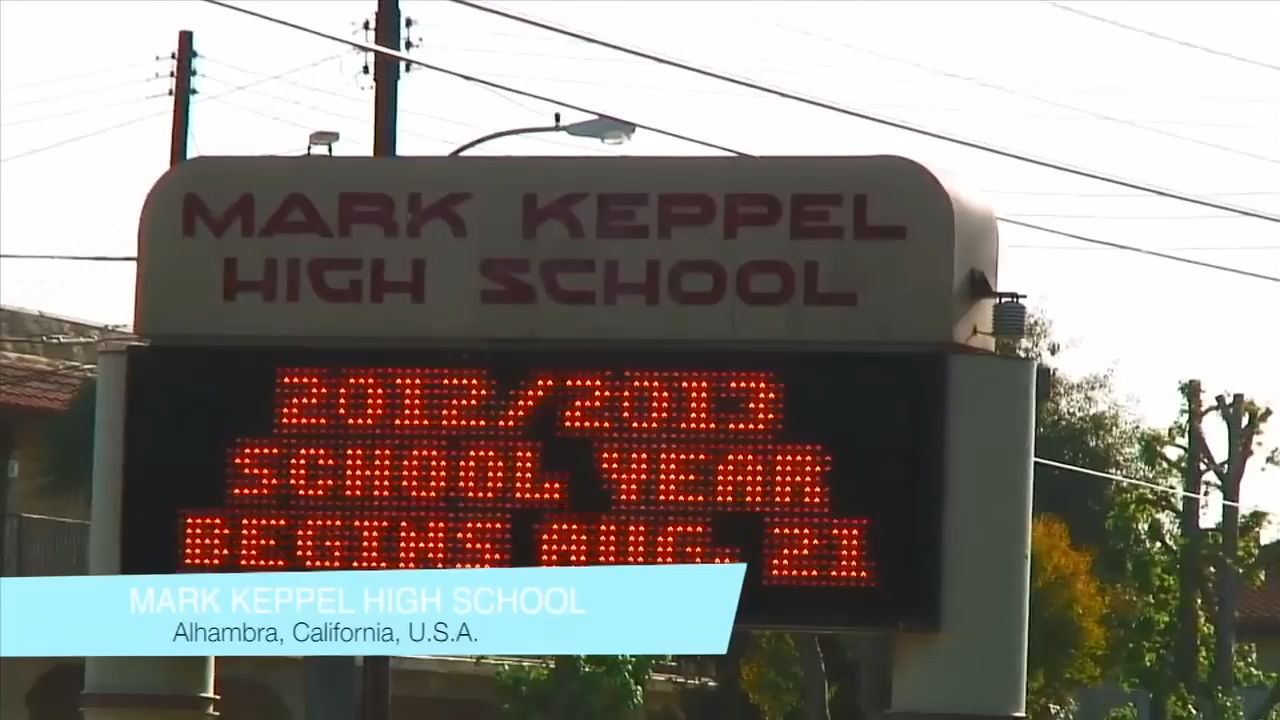 MARK KEPPEL
HIGH SCHOOL
2012/2013
SCHOOL YEAR
BEGINS AUG. 21
MARK KEPPEL HIGH SCHOOL
Alhambra, California, U.S.A.